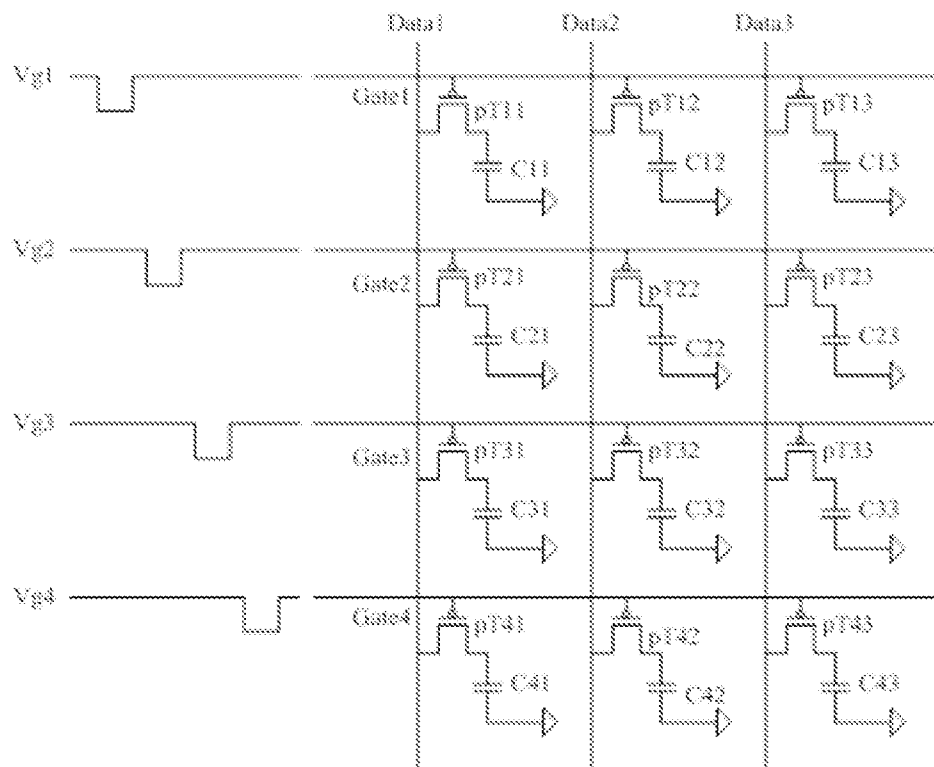 Data1 Data2 Data3
Vg1
Gate1 pT11 pT12 pT13
C11 C12 C13
Vg2
Gate2 pT21 pT22 pT23
C21 C22 C23
Vg3
Gate3 pT31 pT32 pT33
C31 C32 C33
Vg4
Gate4 pT41 pT42 pT43
C41 C42 C43